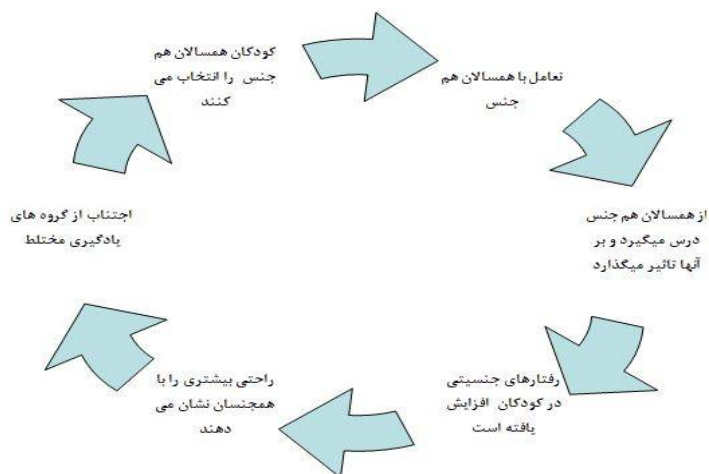 کودکان همسالان هم
جنس را انتخاب می
کنند
تعامل با همسالان هم
جنس
از همسالان هم جنس
درس میگیرد و بر
آنها تاثیر میگذارد
رفتارهای جنسیتی
در کودکان افزایش
یافته است
راحتی بیشتری را با
همجنسان نشان می
دهند
اجتناب از گروه های
یادگیری مختلط